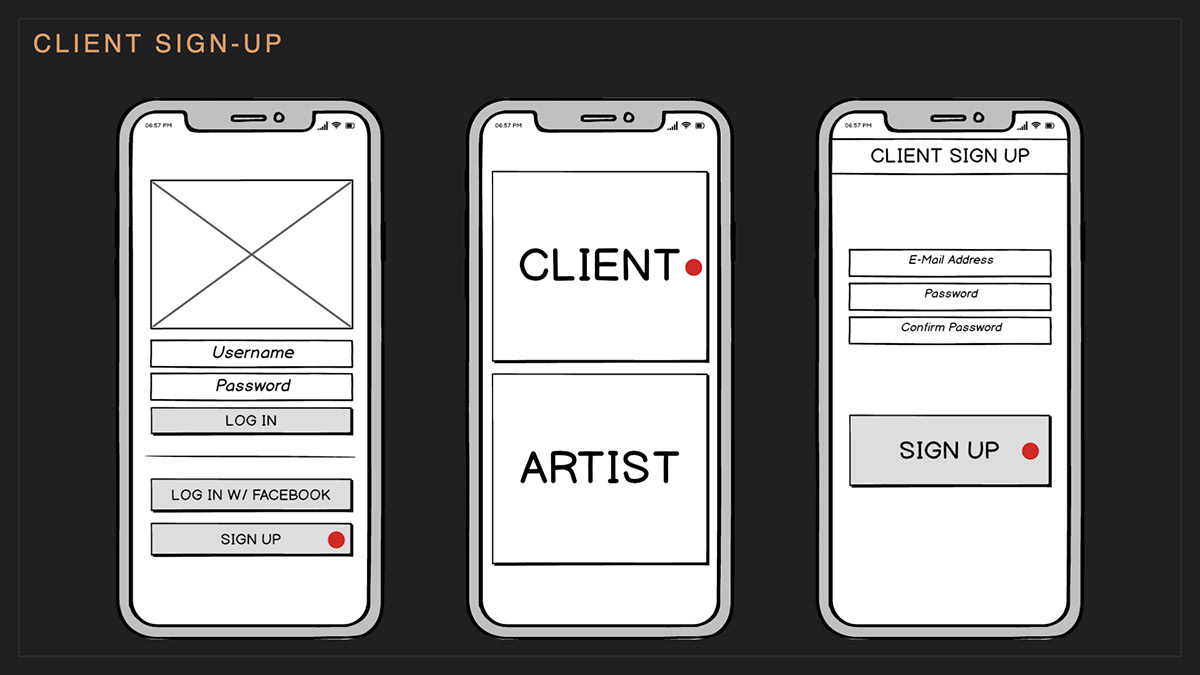 CLIENT SIGN-UP
06:57 PM
Username
Password
LOG IN
LOG IN W/ FACEBOOK
SIGN UP
06:57 PM
CLIENT
ARTIST
06:57 PM
CLIENT SIGN UP
E-Mail Address
Password
Confirm Password
SIGN UP